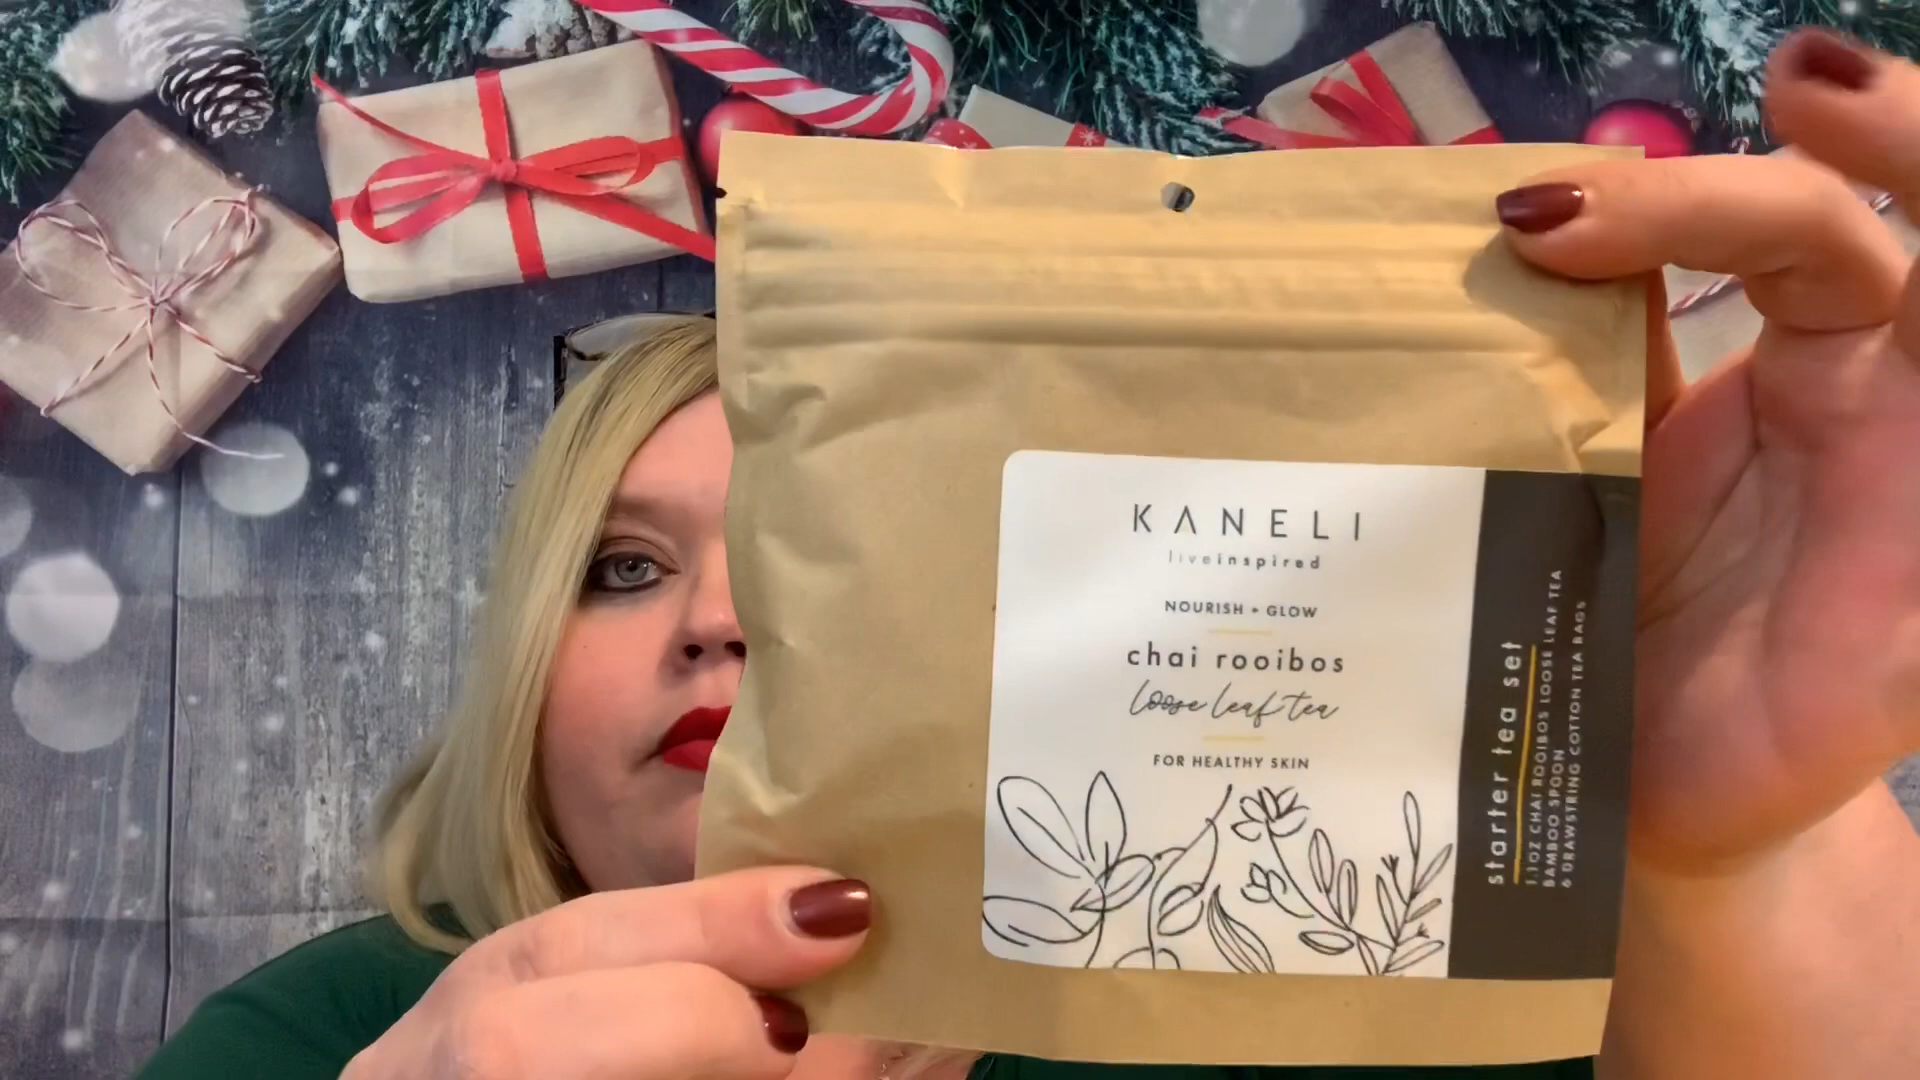 KANELI
liveinspired
NOURISH + GLOW
chai rooibos
loose leaf tea
FOR HEALTHY SKIN
starter tea set
1.1OZ CHAI ROOIBOS LOOSE LEAF TEA
BAMBOO SPOON
6 DRAWSTRING COTTON TEA BAGS